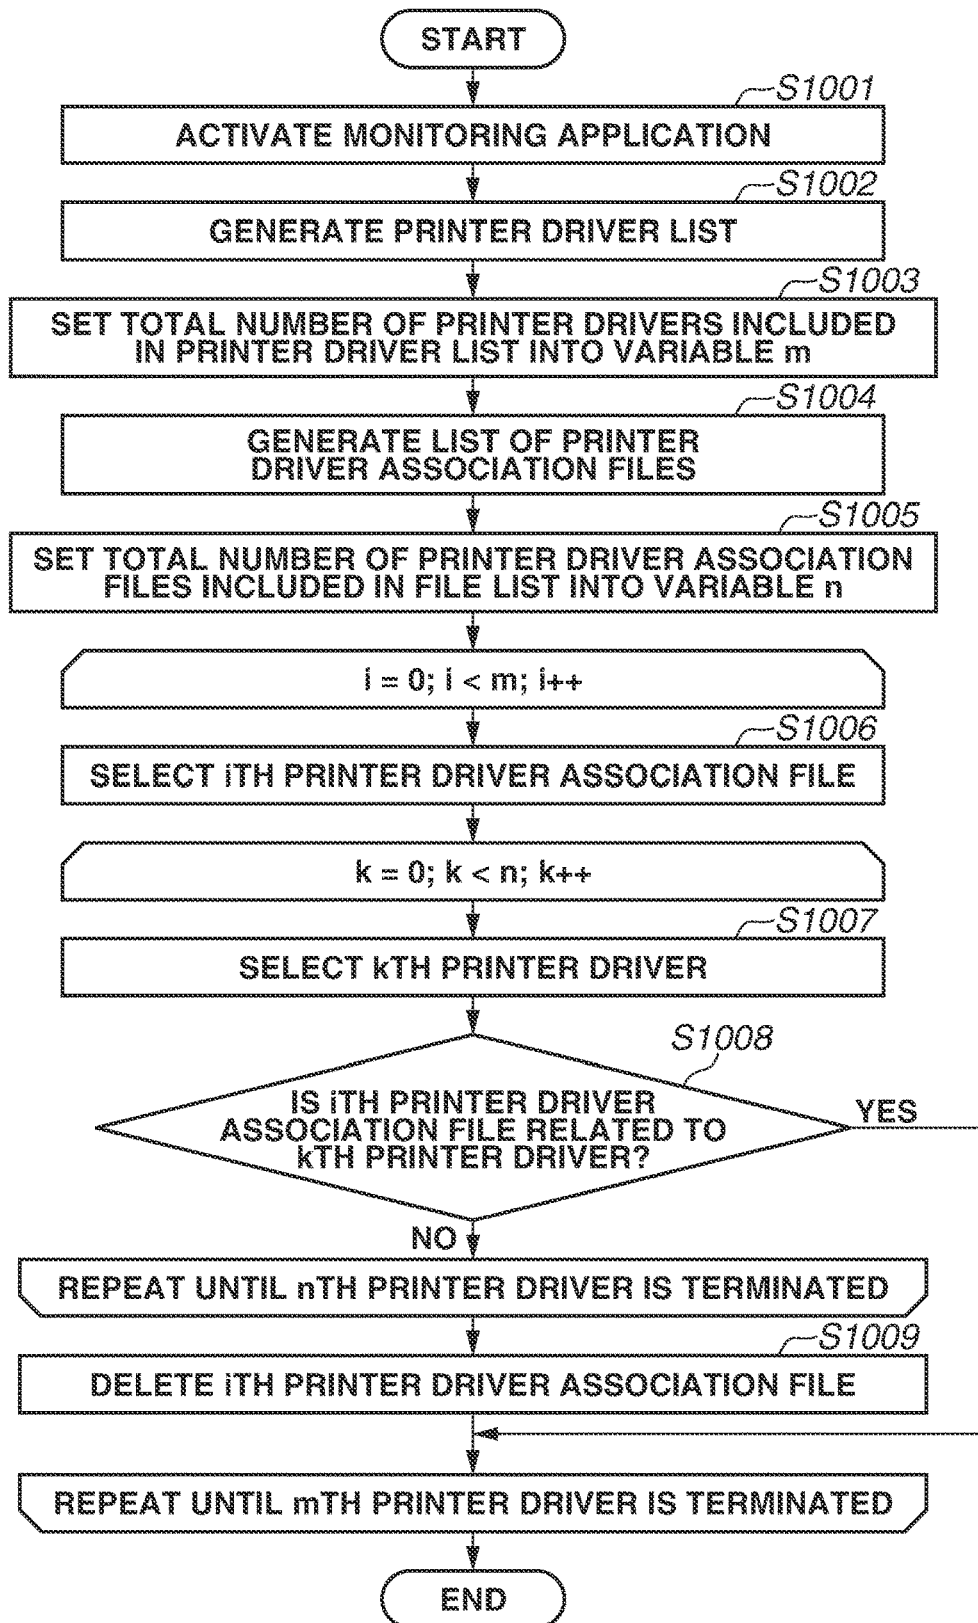 START
S1001
ACTIVATE MONITORING APPLICATION
S1002
GENERATE PRINTER DRIVER LIST
S1003
SET TOTAL NUMBER OF PRINTER DRIVERS INCLUDED
IN PRINTER DRIVER LIST INTO VARIABLE m
S1004
GENERATE LIST OF PRINTER
DRIVER ASSOCIATION FILES
S1005
SET TOTAL NUMBER OF PRINTER DRIVER ASSOCIATION
FILES INCLUDED IN FILE LIST INTO VARIABLE n
i = 0; i < m; i++
S1006
SELECT iTH PRINTER DRIVER ASSOCIATION FILE
k = 0; k < n; k++
S1007
SELECT kTH PRINTER DRIVER
S1008
IS iTH PRINTER DRIVER
ASSOCIATION FILE RELATED TO
kTH PRINTER DRIVER?
YES
NO
REPEAT UNTIL nTH PRINTER DRIVER IS TERMINATED
S1009
DELETE iTH PRINTER DRIVER ASSOCIATION FILE
REPEAT UNTIL mTH PRINTER DRIVER IS TERMINATED
END